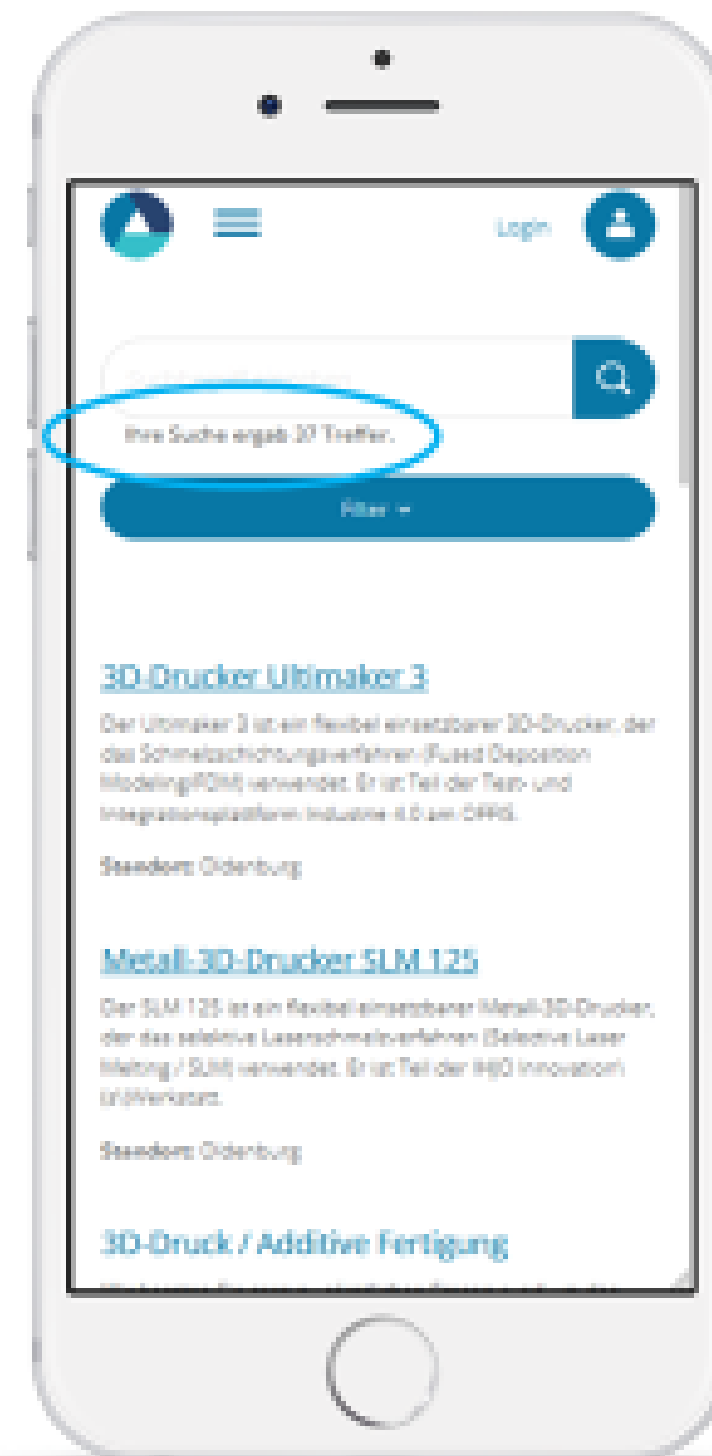 Login
Ihre Suche ergab 37 Treffer.
Filter
3D-Drucker Ultimaker 3
Der Ultimaker 3 ist ein flexibel einsetzbarer 3D-Drucker, der
das Schmelzschichtungsverfahren (Fused Deposition
Modeling/FDM) verwendet. Er ist Teil der Test- und
Integrationsplattform Industrie 4.0 am OFFIS.
Standort: Oldenburg
Metall-3D-Drucker SLM 125
Der SLM 125 ist ein flexibel einsetzbarer Metall-3D-Drucker,
der das selektive Laserschmelzverfahren (Selective Laser
Melting / SLM) verwendet. Er ist Teil der Innovation\
Standort: Oldenburg
3D-Druck / Additive Fertigung